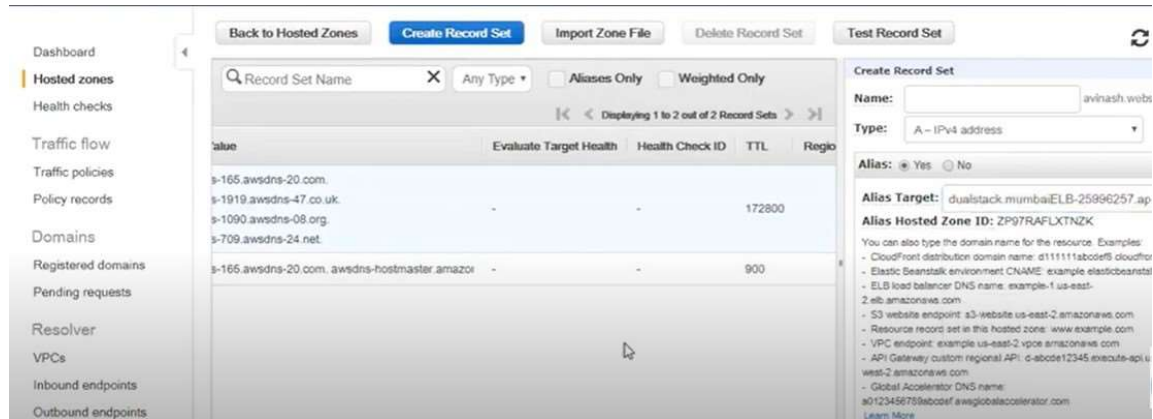 Back to Hosted Zones
Create Record Set
Import Zone File
Delete Record Set
Test Record Set
Dashboard
Hosted zones
Health checks
Traffic flow
Traffic policies
Policy records
Domains
Registered domains
Pending requests
Resolver
VPCs
Inbound endpoints
Outbound endpoints
Record Set Name
X
Any Type
Aliases Only
Weighted Only
Displaying 1 to 2 out of 2 Record Sets
alue
Evaluate Target Health
Health Check ID
TTL
Regio
s-165.awsdns-20.com.
s-1919.awsdns-47.co.uk.
s-1090.awsdns-08.org.
s-709.awsdns-24.net.
-
-
172800
s-165.awsdns-20.com. awsdns-hostmaster.amazor
-
-
900
Create Record Set
Name:
avinash.webs
Type:
A – IPv4 address
Alias:
Yes
No
Alias Target:
dualstack.mumbaiELB-25996257.ap
Alias Hosted Zone ID: ZP97RAFLXTNZK
You can also type the domain name for the resource. Examples:
- CloudFront distribution domain name: d111111abcdef8.cloudfron
- Elastic Beanstalk environment CNAME: example.elasticbeanstal
- ELB load balancer DNS name: example-1.us-east-
2.elb.amazonaws.com
- S3 website endpoint: s3-website.us-east-2.amazonaws.com
- Resource record set in this hosted zone: www.example.com
- VPC endpoint: example.us-east-2.vpce.amazonaws.com
- API Gateway custom regional API: d-abcde12345.execute-api.u
west-2.amazonaws.com
- Global Accelerator DNS name:
a0123456789abcdef.awsglobalaccelerator.com
Learn More